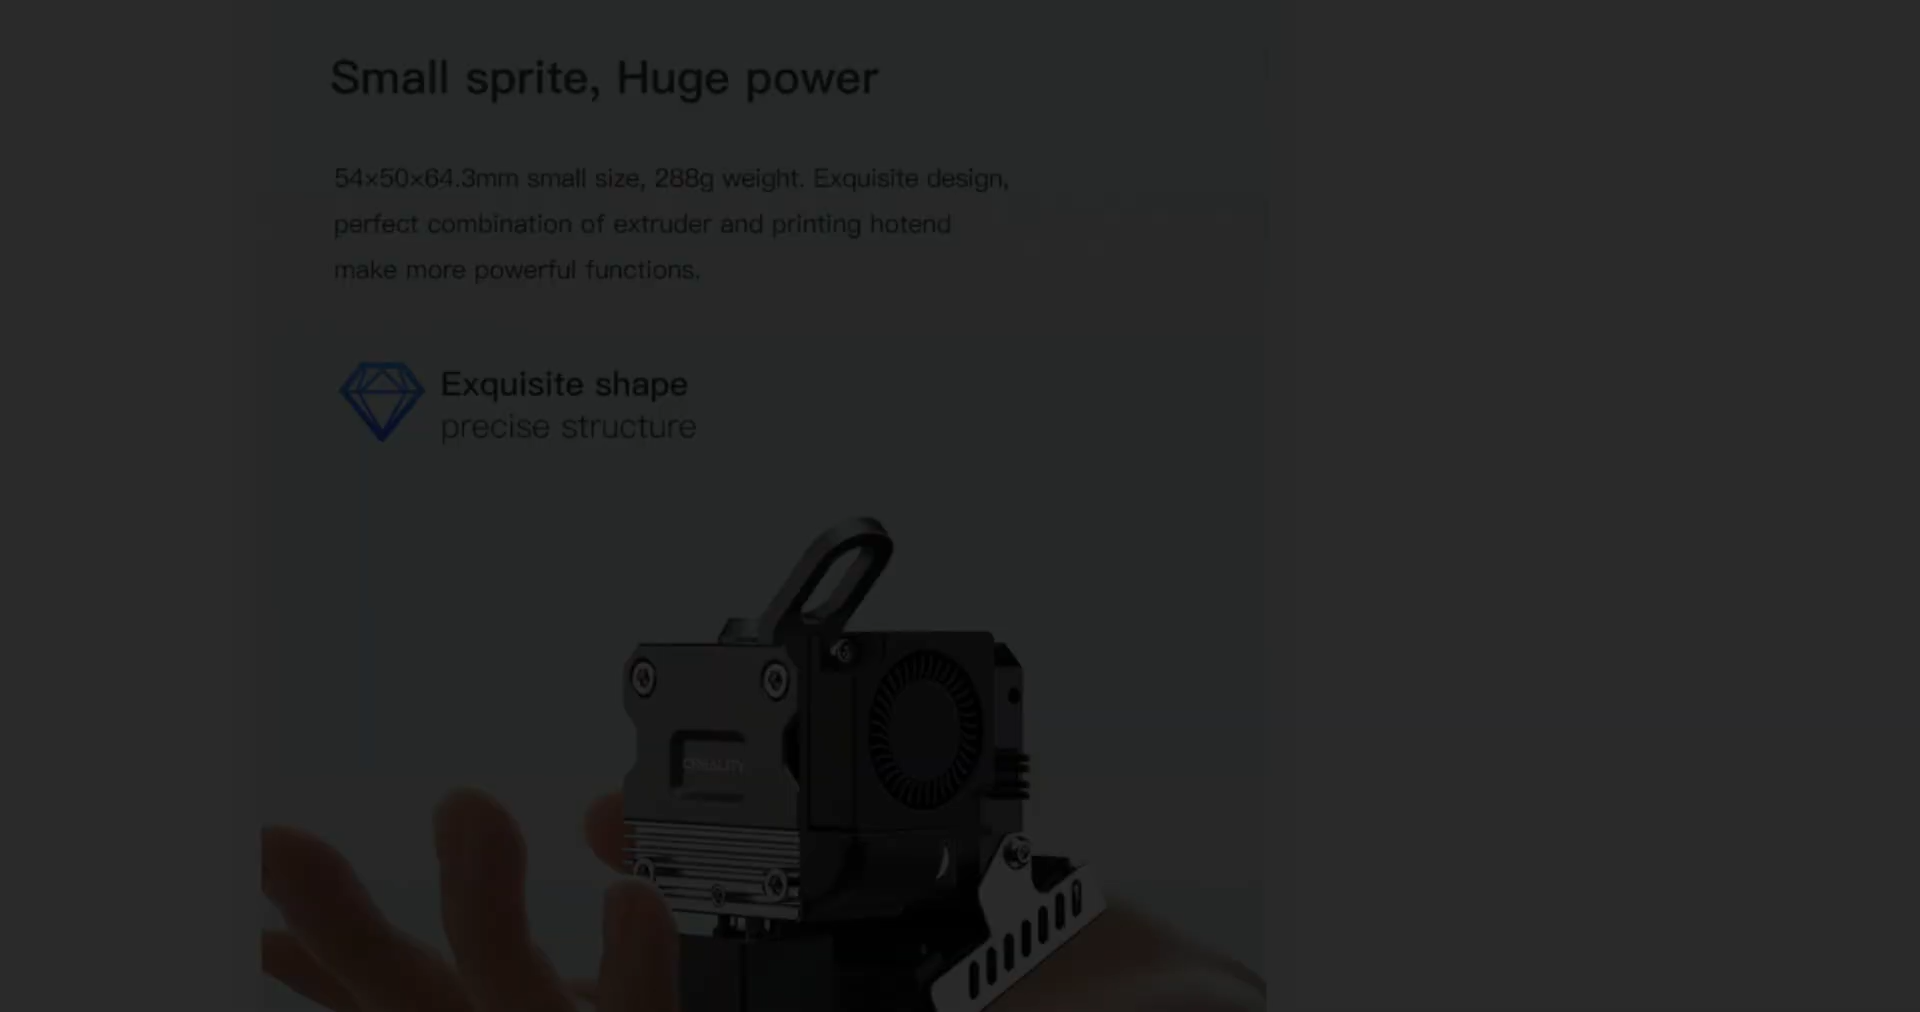 Small sprite, Huge power
54×50×64.3mm small size, 288g weight. Exquisite design,
perfect combination of extruder and printing hotend
make more powerful functions.
Exquisite shape
precise structure
CREALITY